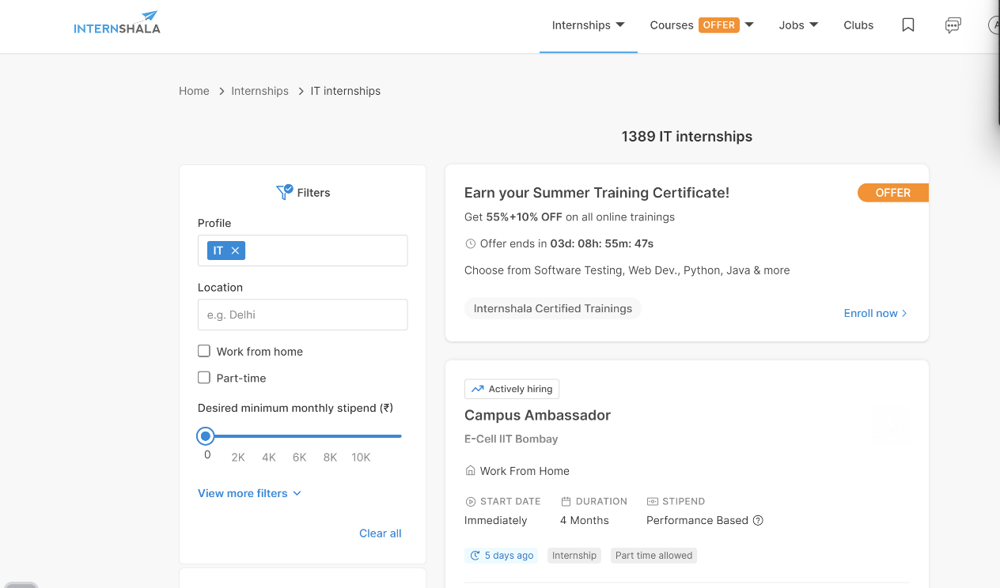 INTERNSHALA
Internships
Courses OFFER
Jobs
Clubs
A
Home > Internships > IT internships
1389 IT internships
Filters
Profile
IT ×
Location
e.g. Delhi
Work from home
Part-time
Desired minimum monthly stipend (₹)
0 2K 4K 6K 8K 10K
View more filters
Clear all
Earn your Summer Training Certificate!
OFFER
Get 55%+10% OFF on all online trainings
Offer ends in 03d: 08h: 55m: 47s
Choose from Software Testing, Web Dev., Python, Java & more
Internshala Certified Trainings
Enroll now >
Actively hiring
Campus Ambassador
E-Cell IIT Bombay
Work From Home
START DATE DURATION STIPEND
Immediately 4 Months Performance Based ?
5 days ago Internship Part time allowed